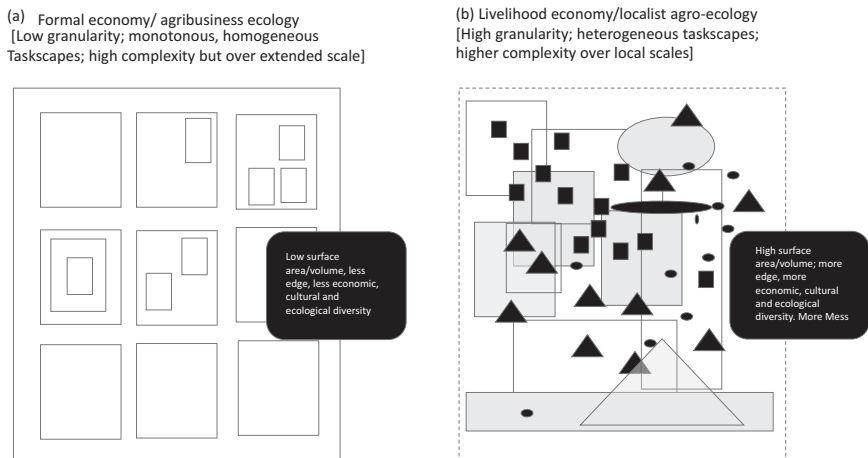 (a) Formal economy/ agribusiness ecology
[Low granularity; monotonous, homogeneous
Taskscapes; high complexity but over extended scale]
Low surface
area/volume, less
edge, less economic,
cultural and
ecological diversity
(b) Livelihood economy/localist agro-ecology
[High granularity; heterogeneous taskscapes;
higher complexity over local scales]
High surface
area/volume; more
edge, more
economic, cultural
and ecological
diversity. More Mess